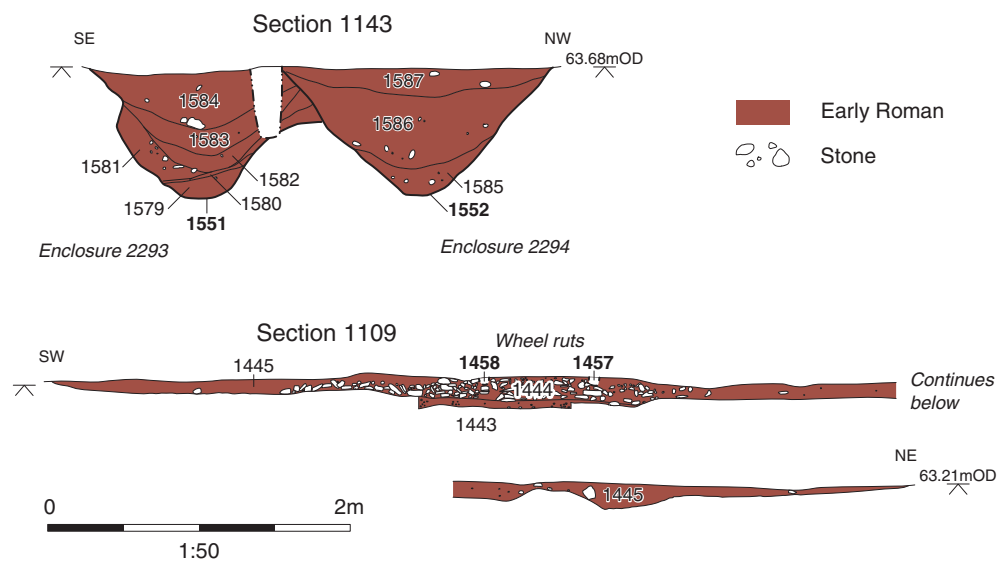 Section 1143
SE
NW
63.68mOD
1587
1584
1586
1583
1581
1582
1585
1579
1580
1551
1552
Enclosure 2293
Enclosure 2294
Early Roman
Stone
Section 1109
Wheel ruts
SW
1445
1458
1457
1444
1443
Continues
below
NE
63.21mOD
1445
0
2m
1:50